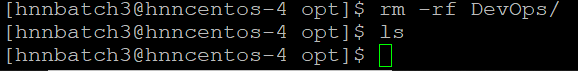 [hnnbatch3@hnncentos-4 opt]$ rm -rf DevOps/
[hnnbatch3@hnncentos-4 opt]$ ls
[hnnbatch3@hnncentos-4 opt]$